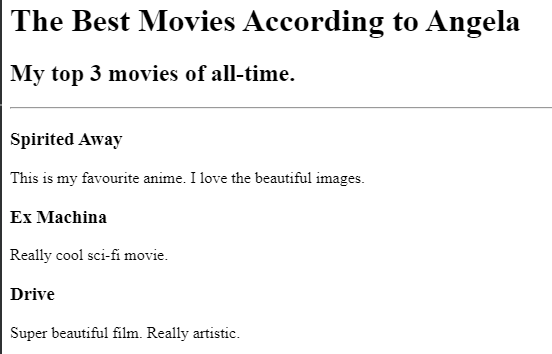 The Best Movies According to Angela
My top 3 movies of all-time.
Spirited Away
This is my favourite anime. I love the beautiful images.
Ex Machina
Really cool sci-fi movie.
Drive
Super beautiful film. Really artistic.